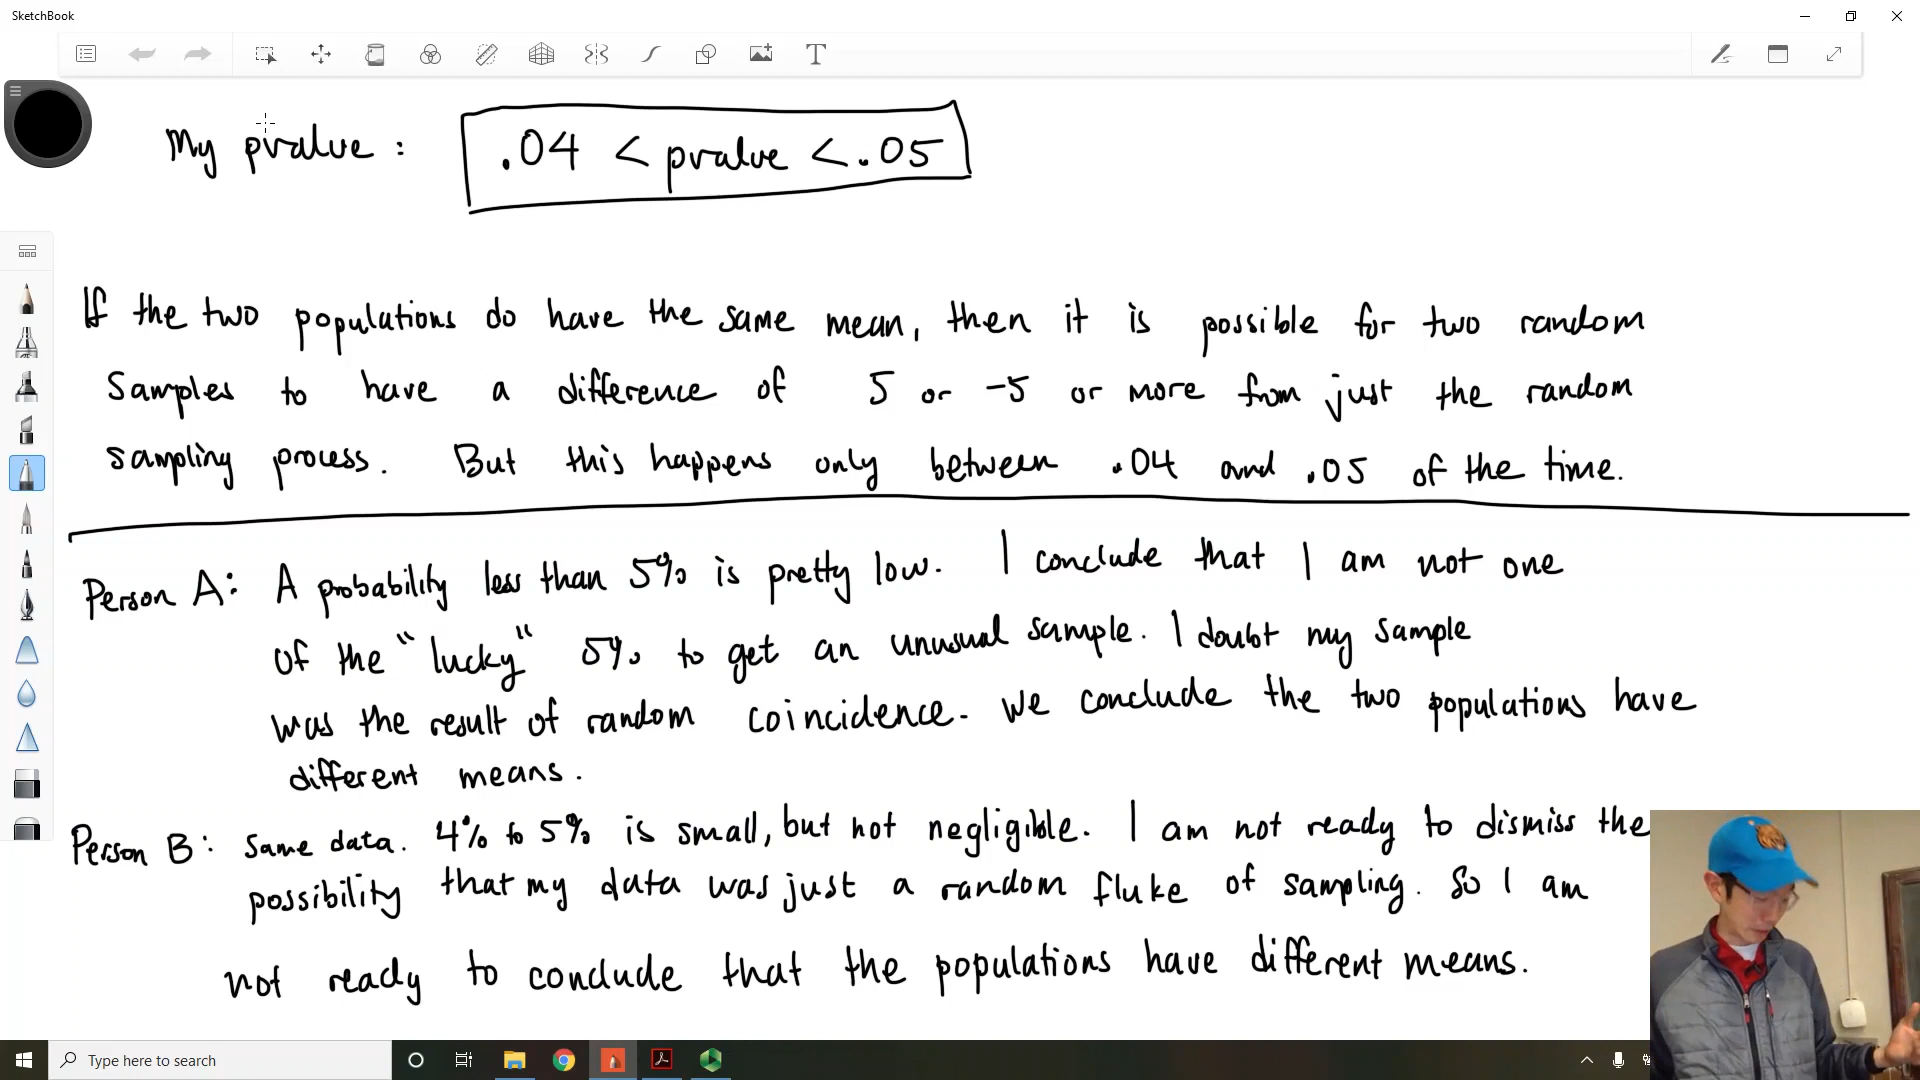 SketchBook
My pvalue : .04 < pvalue < .05
If the two populations do have the same mean, then it is possible for two random
samples to have a difference of 5 or -5 or more from just the random
sampling process. But this happens only between .04 and .05 of the time.
Person A: A probability less than 5% is pretty low. I conclude that I am not one
of the "lucky" 5% to get an unusual sample. I doubt my sample
was the result of random coincidence. We conclude the two populations have
different means.
Person B: Same data. 4% to 5% is small, but not negligible. I am not ready to dismiss the
possibility that my data was just a random fluke of sampling. So I am
not ready to conclude that the populations have different means.
Type here to search